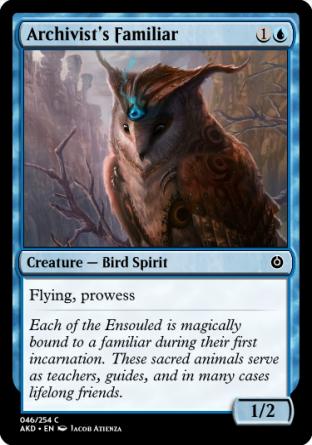 Archivist's Familiar 1
Creature — Bird Spirit
Flying, prowess
Each of the Ensouled is magically
bound to a familiar during their first
incarnation. These sacred animals serve
as teachers, guides, and in many cases
lifelong friends.
1/2
046/254 C
AKD • EN Jacob Atienza